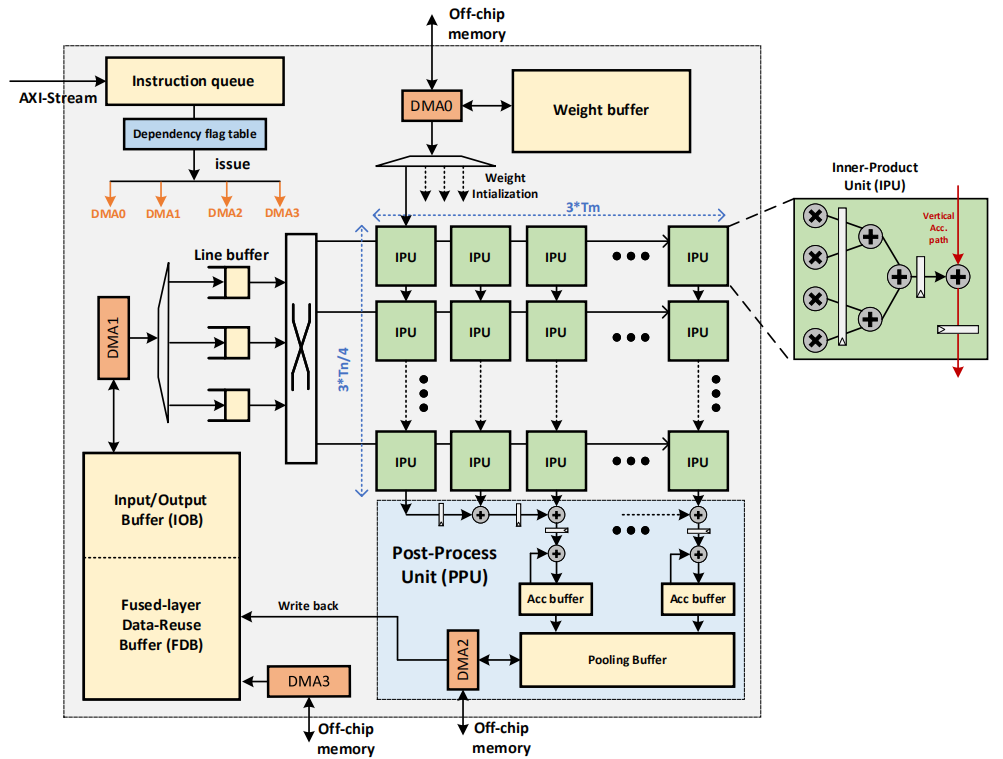 Off-chip
memory
AXI-Stream
Instruction queue
Dependency flag table
issue
DMA0
DMA1
DMA2
DMA3
DMA0
Weight buffer
Weight
Intialization
3*Tm
Inner-Product
Unit (IPU)
Vertical
Acc.
path
Line buffer
DMA1
3*Tn/4
IPU
IPU
IPU
IPU
IPU
IPU
IPU
IPU
IPU
IPU
IPU
IPU
Input/Output
Buffer (IOB)
Fused-layer
Data-Reuse
Buffer (FDB)
Post-Process
Unit (PPU)
Acc buffer
Acc buffer
Write back
DMA2
Pooling Buffer
DMA3
Off-chip
memory
Off-chip
memory